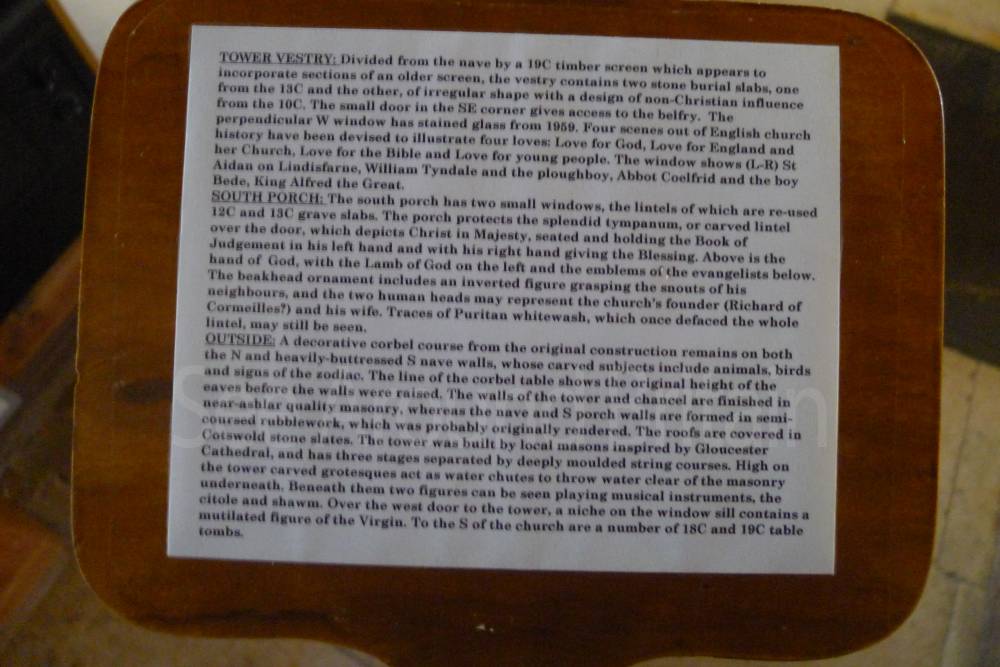 TOWER VESTRY: Divided from the nave by a 19C timber screen which appears to
incorporate sections of an older screen, the vestry contains two stone burial slabs, one
from the 13C and the other, of irregular shape with a design of non-Christian influence
from the 10C. The small door in the SE corner gives access to the belfry. The
perpendicular W window has stained glass from 1959. Four scenes out of English church
history have been devised to illustrate four loves: Love for God, Love for England and
her Church, Love for the Bible and Love for young people. The window shows (L-R) St
Aidan on Lindisfarne, William Tyndale and the ploughboy, Abbot Coelfrid and the boy
Bede, King Alfred the Great.
SOUTH PORCH: The south porch has two small windows, the lintels of which are re-used
12C and 13C grave slabs. The porch protects the splendid tympanum, or carved lintel
over the door, which depicts Christ in Majesty, seated and holding the Book of
Judgement in his left hand and with his right hand giving the Blessing. Above is the
hand of God, with the Lamb of God on the left and the emblems of the evangelists below.
The beakhead ornament includes an inverted figure grasping the snouts of his
neighbours, and the two human heads may represent the church's founder (Richard of
Cormeilles?) and his wife. Traces of Puritan whitewash, which once defaced the whole
lintel, may still be seen.
OUTSIDE: A decorative corbel course from the original construction remains on both
the N and heavily-buttressed S nave walls, whose carved subjects include animals, birds
and signs of the zodiac. The line of the corbel table shows the original height of the
eaves before the walls were raised. The walls of the tower and chancel are finished in
near-ashlar quality masonry, whereas the nave and S porch walls are formed in semi-
coursed rubblework, which was probably originally rendered. The roofs are covered in
Cotswold stone slates. The tower was built by local masons inspired by Gloucester
Cathedral, and has three stages separated by deeply moulded string courses. High on
the tower carved grotesques act as water chutes to throw water clear of the masonry
underneath. Beneath them two figures can be seen playing musical instruments, the
citole and shawm. Over the west door to the tower, a niche on the window sill contains a
mutilated figure of the Virgin. To the S of the church are a number of 18C and 19C table
tombs.